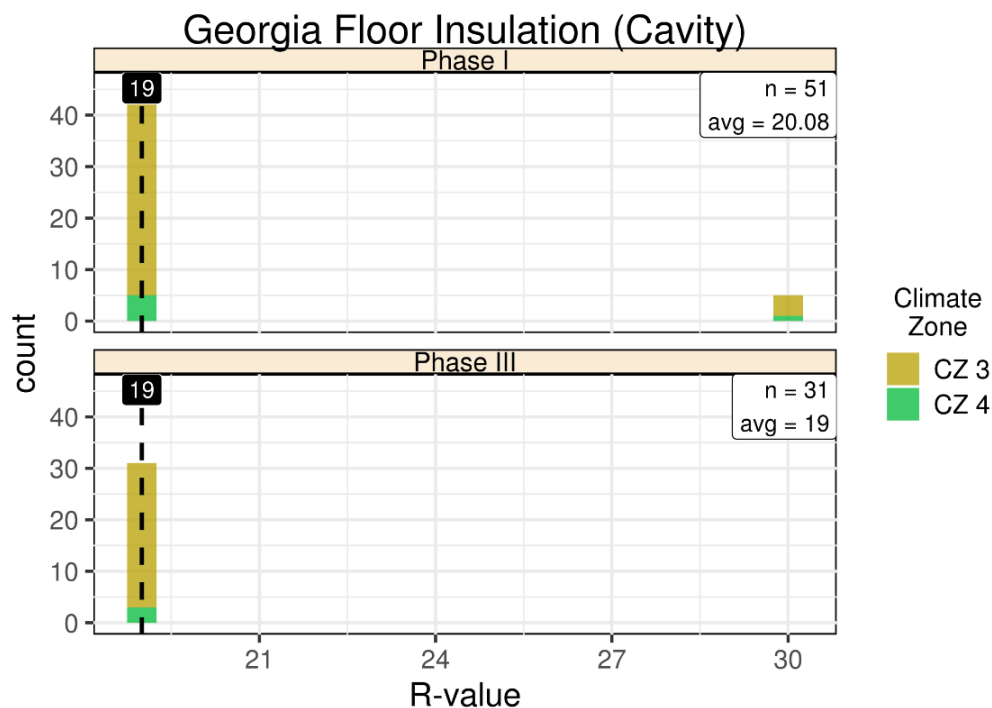 Georgia Floor Insulation (Cavity)
Phase I
19
n = 51
avg = 20.08
40
30
20
10
0
count
Phase III
19
n = 31
avg = 19
40
30
20
10
0
21 24 27 30
R-value
Climate
Zone
CZ 3
CZ 4